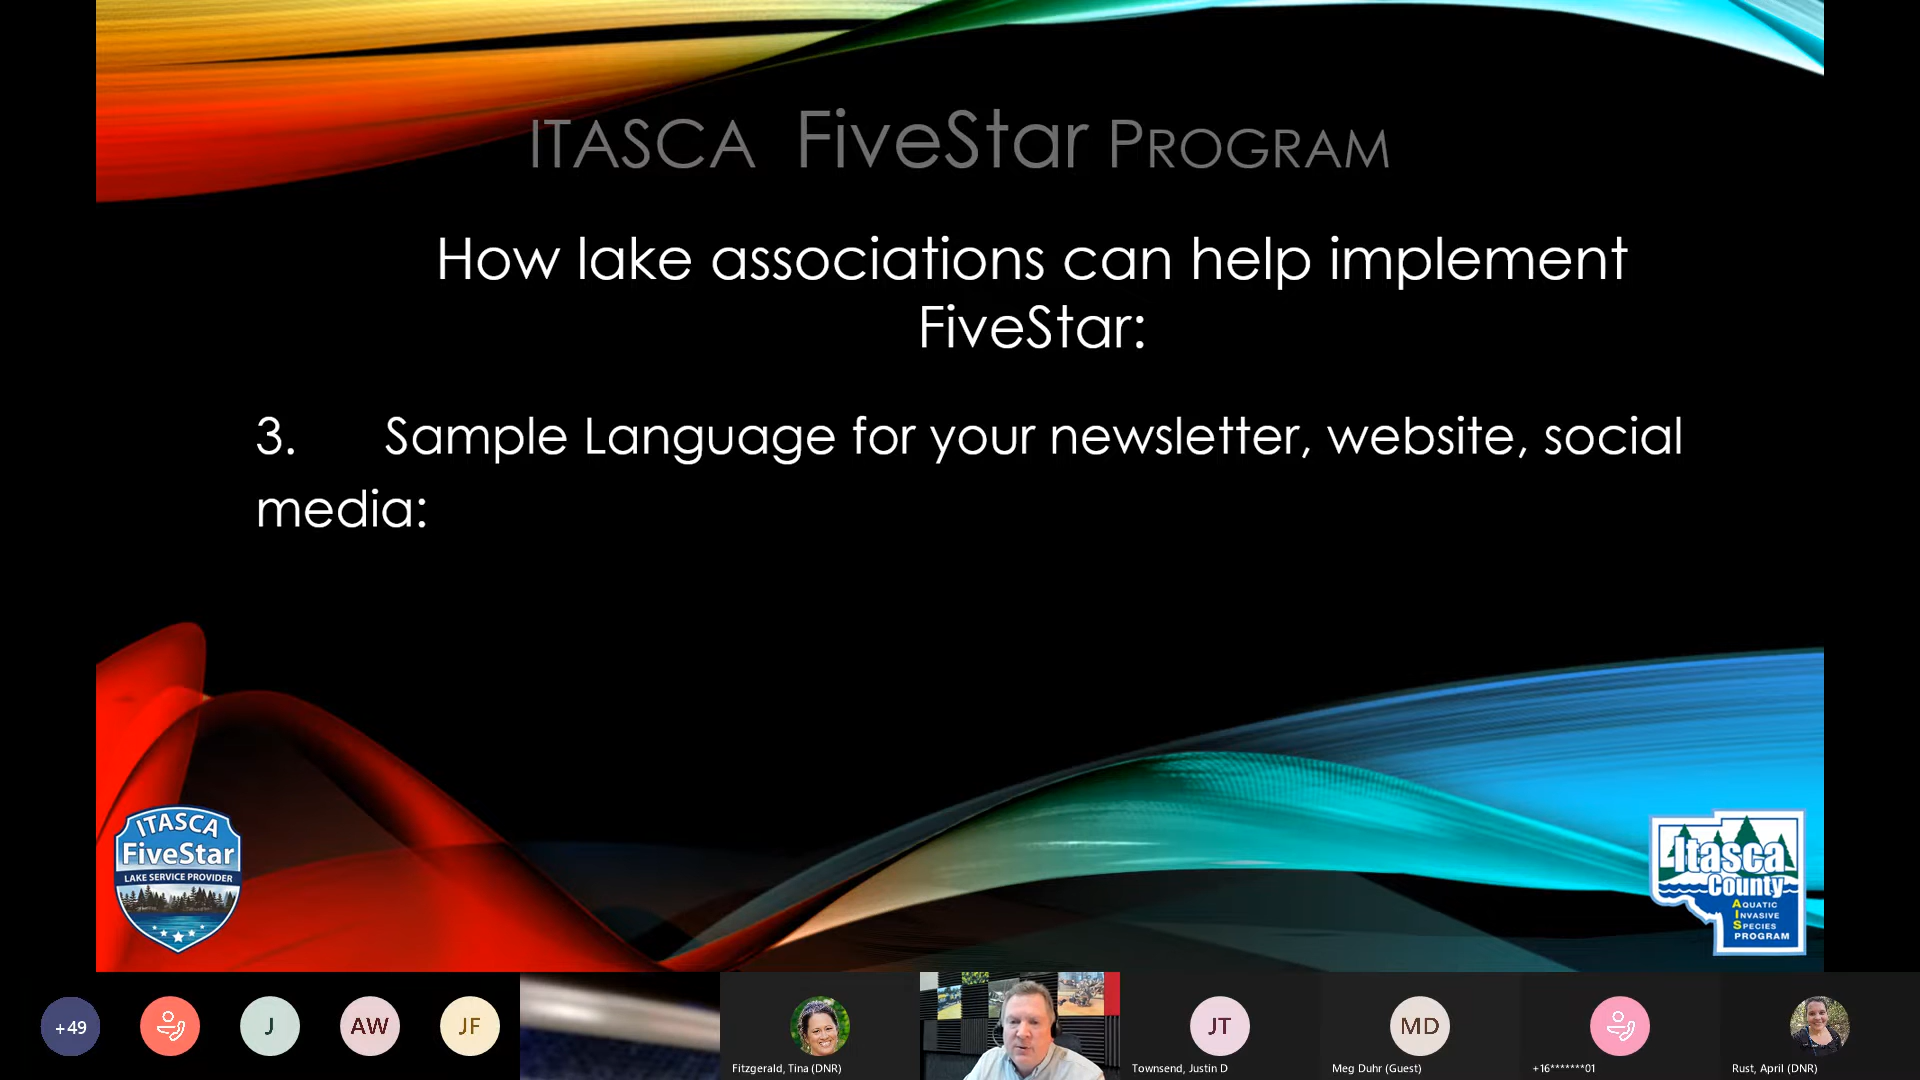 ITASCA FiveStar PROGRAM
How lake associations can help implement
FiveStar:
3. Sample Language for your newsletter, website, social
media:
ITASCA
FiveStar
LAKE SERVICE PROVIDER
Itasca
County
AQUATIC
INVASIVE
SPECIES
PROGRAM
+49
J
AW
JF
Fitzgerald, Tina (DNR)
JT
Townsend, Justin D
MD
Meg Duhr (Guest)
+16*******01
Rust, April (DNR)